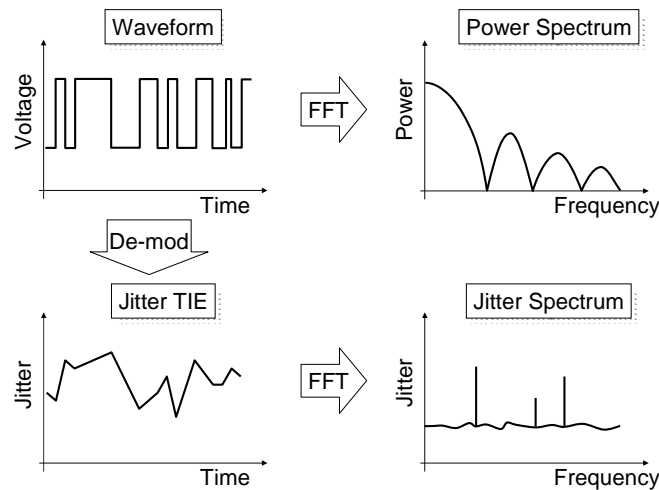 Waveform
Power Spectrum
Voltage
FFT
Power
Time
Frequency
De-mod
Jitter TIE
Jitter Spectrum
Jitter
FFT
Jitter
Time
Frequency